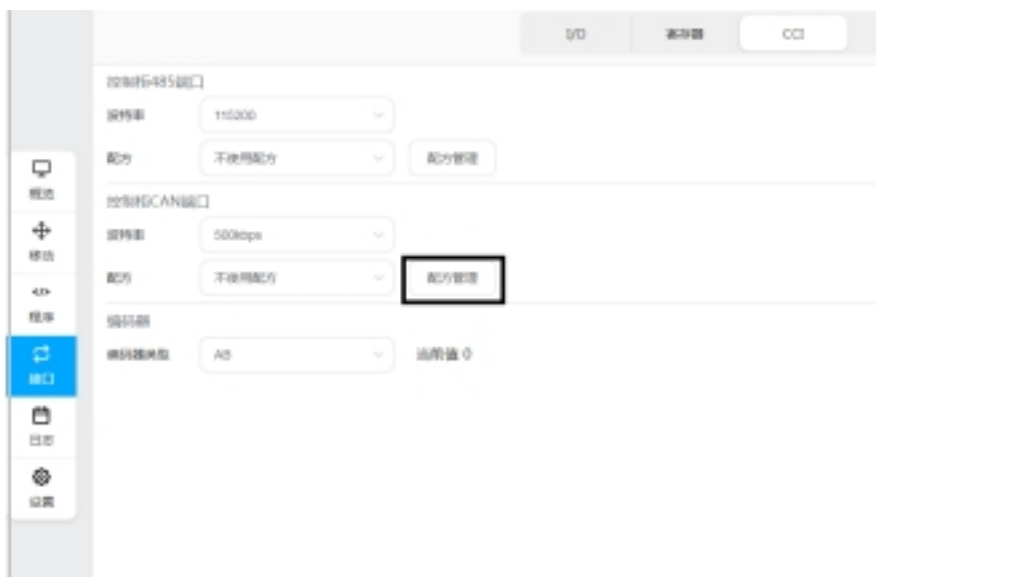 I/O 寄存器 CCI
控制柜485端口
波特率 115200
配方 不使用配方 配方管理
控制柜CAN端口
波特率 500kbps
配方 不使用配方 配方管理
编码器
编码器类型 AB 当前值 0
概览
移动
程序
端口
日志
设置